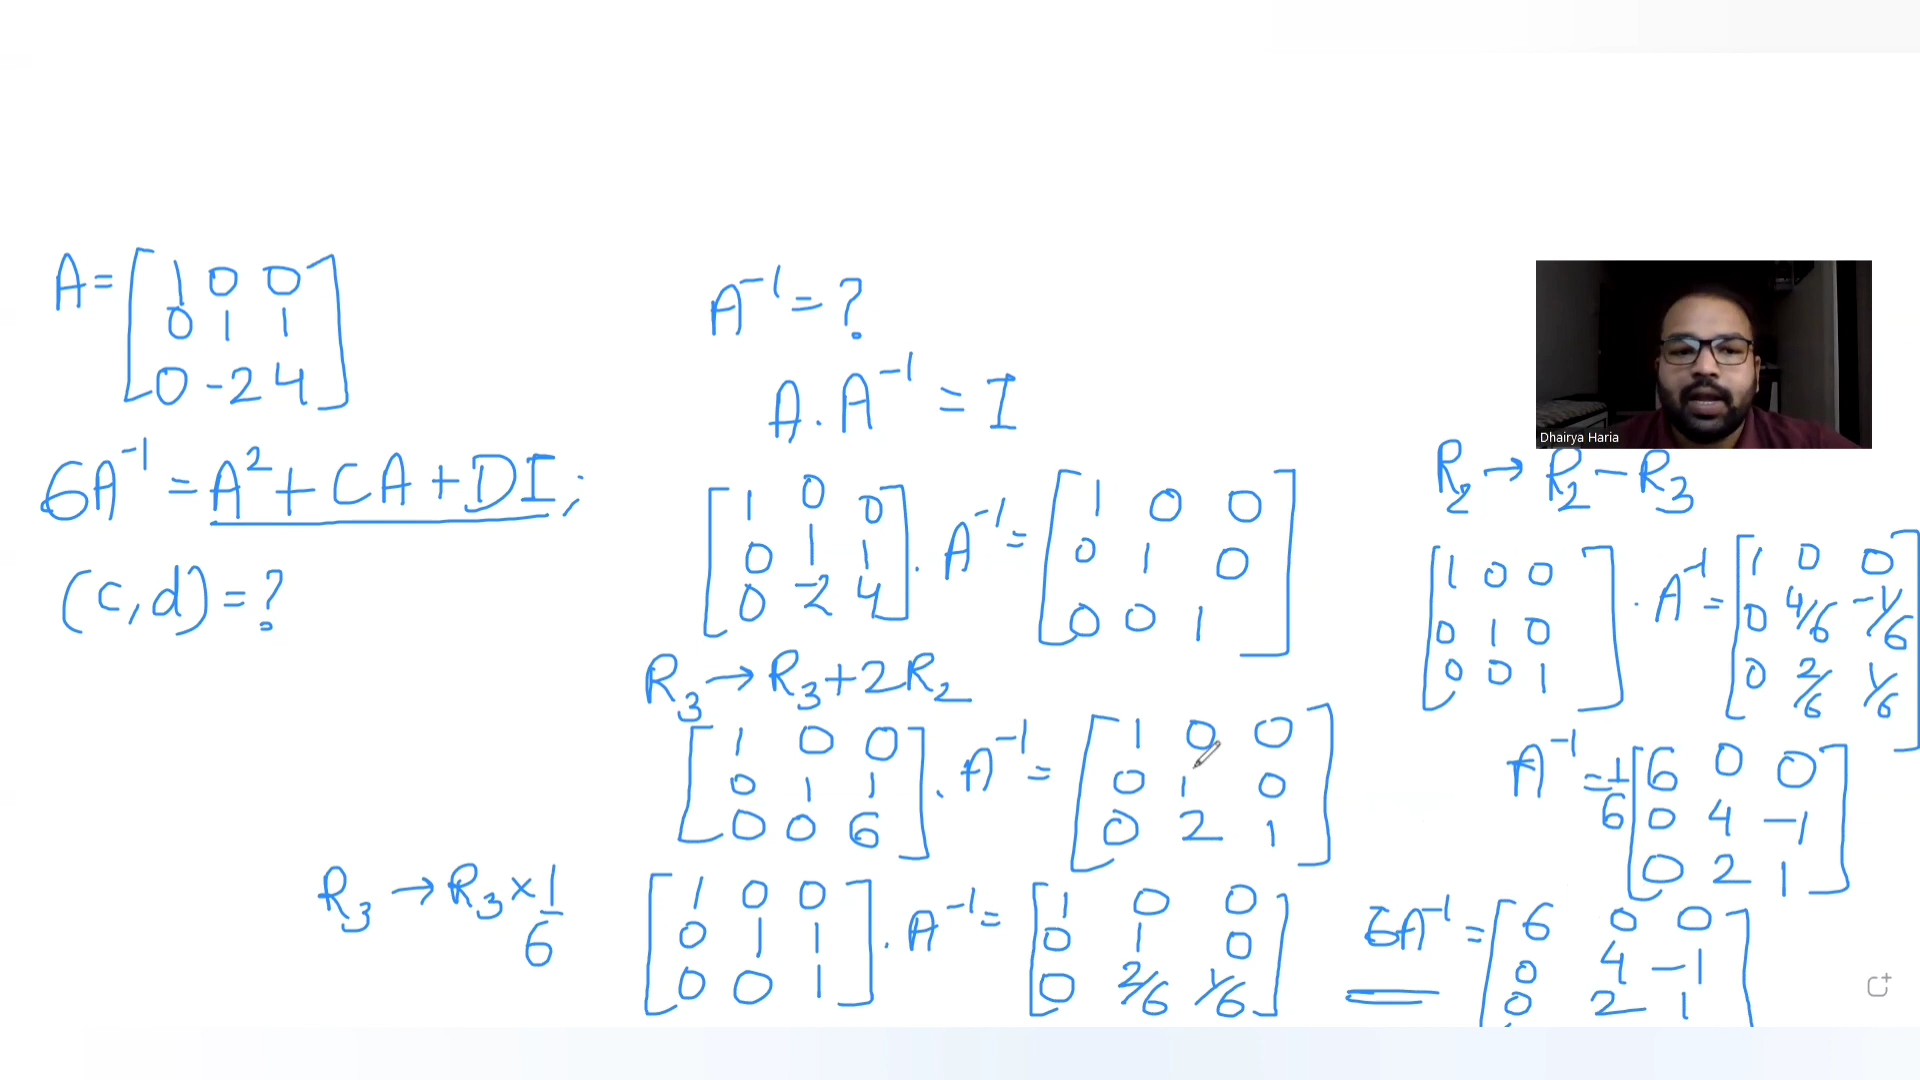 A = [1 0 0
0 1 1
0 -2 4]
6A⁻¹ = A² + CA + DI ;
(c,d) = ?
A⁻¹ = ?
A . A⁻¹ = I
[1 0 0
0 1 1
0 -2 4] . A⁻¹ = [1 0 0
0 1 0
0 0 1]
R₃ → R₃+2R₂
[1 0 0
0 1 1
0 0 6] . A⁻¹ = [1 0 0
0 1 0
0 2 1]
R₃ → R₃ × 1/6
[1 0 0
0 1 1
0 0 1] . A⁻¹ = [1 0 0
0 1 0
0 2/6 1/6]
Dhairya Haria
R₂ → R₂ - R₃
[1 0 0
0 1 0
0 0 1] . A⁻¹ = [1 0 0
0 4/6 -1/6
0 2/6 1/6]
A⁻¹ = 1/6 [6 0 0
0 4 -1
0 2 1]
6A⁻¹ = [6 0 0
0 4 -1
0 2 1